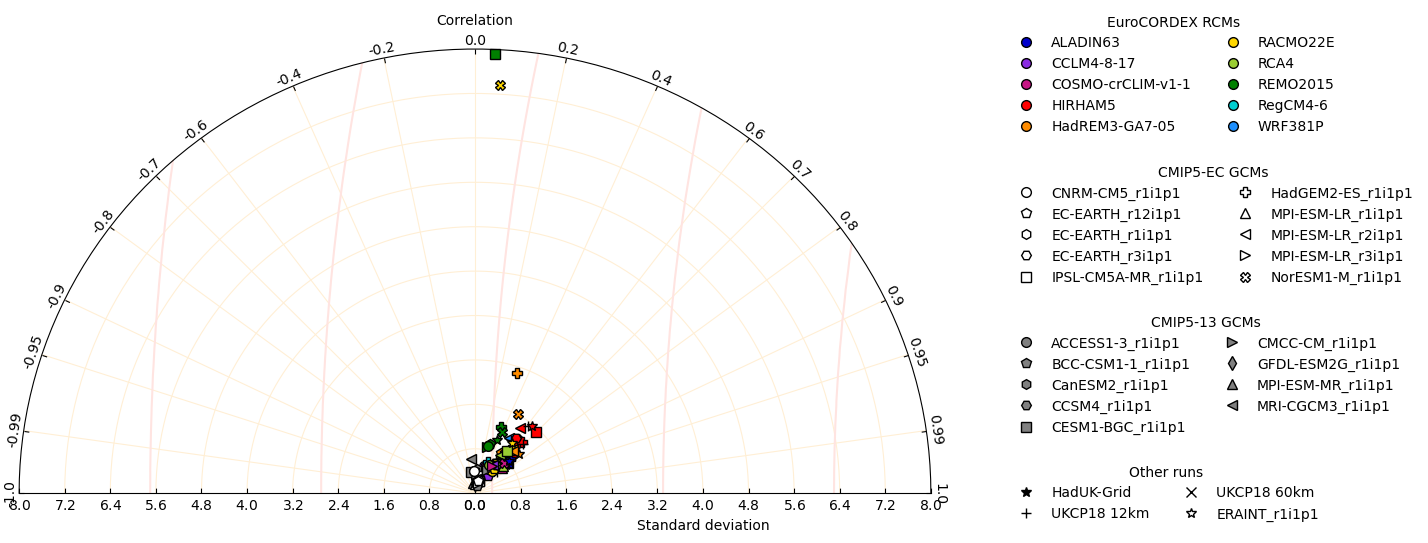 Correlation
0.0
-0.2
0.2
-0.4
0.4
-0.6
0.6
-0.7
0.7
-0.8
0.8
-0.9
0.9
-0.95
0.95
-0.99
0.99
-1.0
1.0
8.0 7.2 6.4 5.6 4.8 4.0 3.2 2.4 1.6 0.8 0.0 0.8 1.6 2.4 3.2 4.0 4.8 5.6 6.4 7.2 8.0
Standard deviation
EuroCORDEX RCMs
ALADIN63
CCLM4-8-17
COSMO-crCLIM-v1-1
HIRHAM5
HadREM3-GA7-05
RACMO22E
RCA4
REMO2015
RegCM4-6
WRF381P
CMIP5-EC GCMs
CNRM-CM5_r1i1p1
EC-EARTH_r12i1p1
EC-EARTH_r1i1p1
EC-EARTH_r3i1p1
IPSL-CM5A-MR_r1i1p1
HadGEM2-ES_r1i1p1
MPI-ESM-LR_r1i1p1
MPI-ESM-LR_r2i1p1
MPI-ESM-LR_r3i1p1
NorESM1-M_r1i1p1
CMIP5-13 GCMs
ACCESS1-3_r1i1p1
BCC-CSM1-1_r1i1p1
CanESM2_r1i1p1
CCSM4_r1i1p1
CESM1-BGC_r1i1p1
CMCC-CM_r1i1p1
GFDL-ESM2G_r1i1p1
MPI-ESM-MR_r1i1p1
MRI-CGCM3_r1i1p1
Other runs
HadUK-Grid
UKCP18 12km
UKCP18 60km
ERAINT_r1i1p1